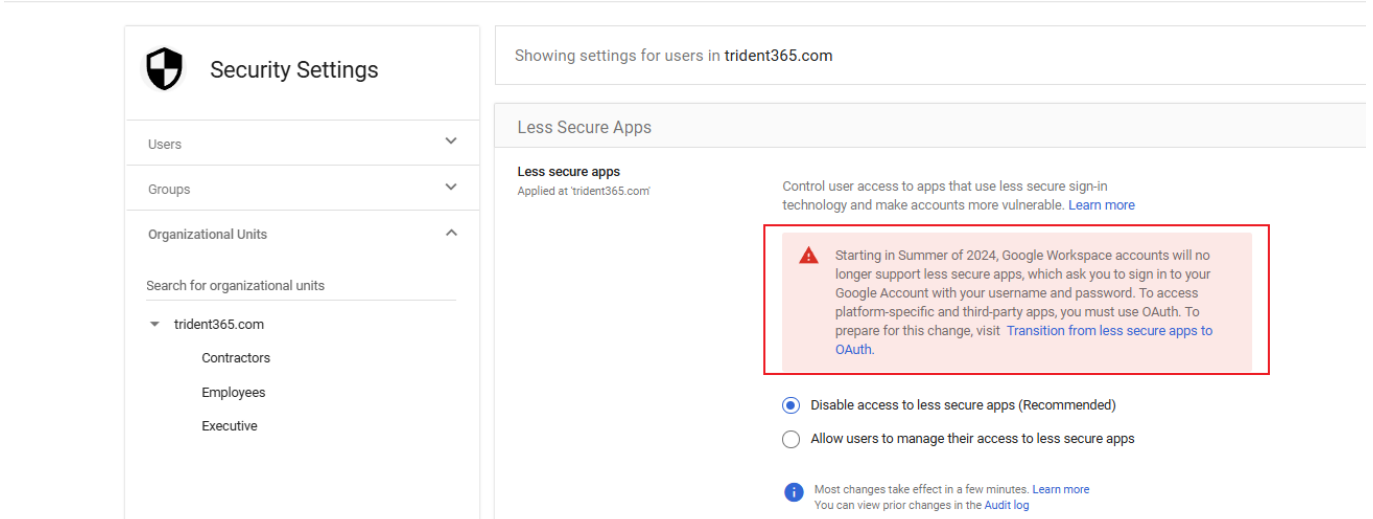 Security Settings
Users
Groups
Organizational Units
Search for organizational units
trident365.com
Contractors
Employees
Executive
Showing settings for users in trident365.com
Less Secure Apps
Less secure apps
Applied at 'trident365.com'
Control user access to apps that use less secure sign-in
technology and make accounts more vulnerable. Learn more
Starting in Summer of 2024, Google Workspace accounts will no
longer support less secure apps, which ask you to sign in to your
Google Account with your username and password. To access
platform-specific and third-party apps, you must use OAuth. To
prepare for this change, visit Transition from less secure apps to
OAuth.
Disable access to less secure apps (Recommended)
Allow users to manage their access to less secure apps
Most changes take effect in a few minutes. Learn more
You can view prior changes in the Audit log